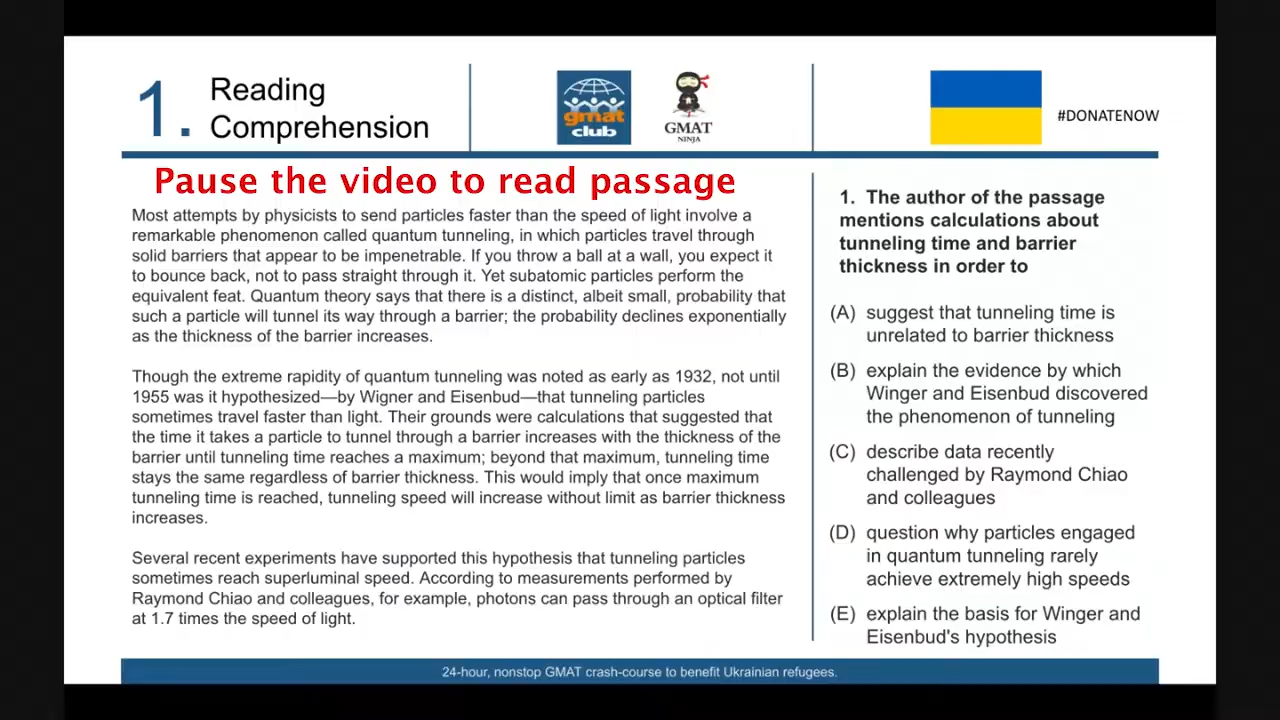 1.
Reading
Comprehension
gmat
club
GMAT
NINJA
#DONATENOW
Pause the video to read passage
Most attempts by physicists to send particles faster than the speed of light involve a
remarkable phenomenon called quantum tunneling, in which particles travel through
solid barriers that appear to be impenetrable. If you throw a ball at a wall, you expect it
to bounce back, not to pass straight through it. Yet subatomic particles perform the
equivalent feat. Quantum theory says that there is a distinct, albeit small, probability that
such a particle will tunnel its way through a barrier; the probability declines exponentially
as the thickness of the barrier increases.
Though the extreme rapidity of quantum tunneling was noted as early as 1932, not until
1955 was it hypothesized—by Wigner and Eisenbud—that tunneling particles
sometimes travel faster than light. Their grounds were calculations that suggested that
the time it takes a particle to tunnel through a barrier increases with the thickness of the
barrier until tunneling time reaches a maximum; beyond that maximum, tunneling time
stays the same regardless of barrier thickness. This would imply that once maximum
tunneling time is reached, tunneling speed will increase without limit as barrier thickness
increases.
Several recent experiments have supported this hypothesis that tunneling particles
sometimes reach superluminal speed. According to measurements performed by
Raymond Chiao and colleagues, for example, photons can pass through an optical filter
at 1.7 times the speed of light.
1. The author of the passage
mentions calculations about
tunneling time and barrier
thickness in order to
(A) suggest that tunneling time is
unrelated to barrier thickness
(B) explain the evidence by which
Winger and Eisenbud discovered
the phenomenon of tunneling
(C) describe data recently
challenged by Raymond Chiao
and colleagues
(D) question why particles engaged
in quantum tunneling rarely
achieve extremely high speeds
(E) explain the basis for Winger and
Eisenbud's hypothesis
24-hour, nonstop GMAT crash-course to benefit Ukrainian refugees.